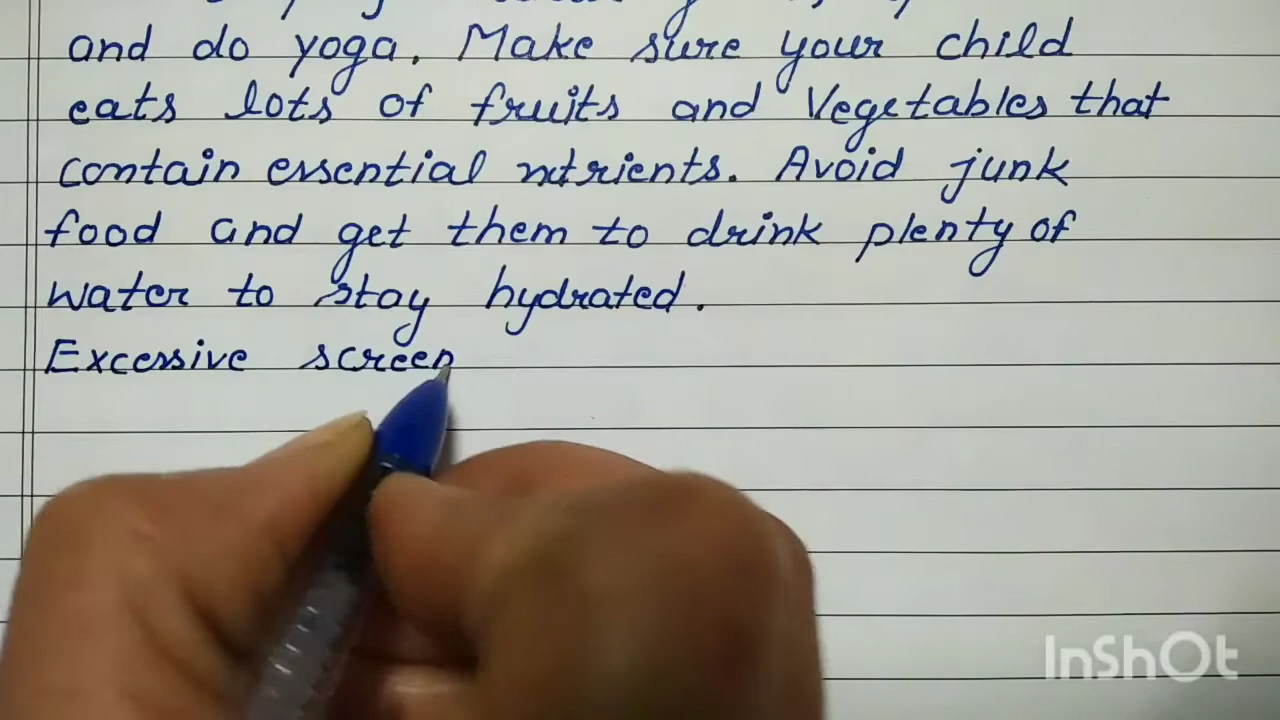 and do yoga. Make sure your child
eats lots of fruits and Vegetables that
contain essential ntrients. Avoid junk
food and get them to drink plenty of
water to stay hydrated.
Excessive screen
InShOt